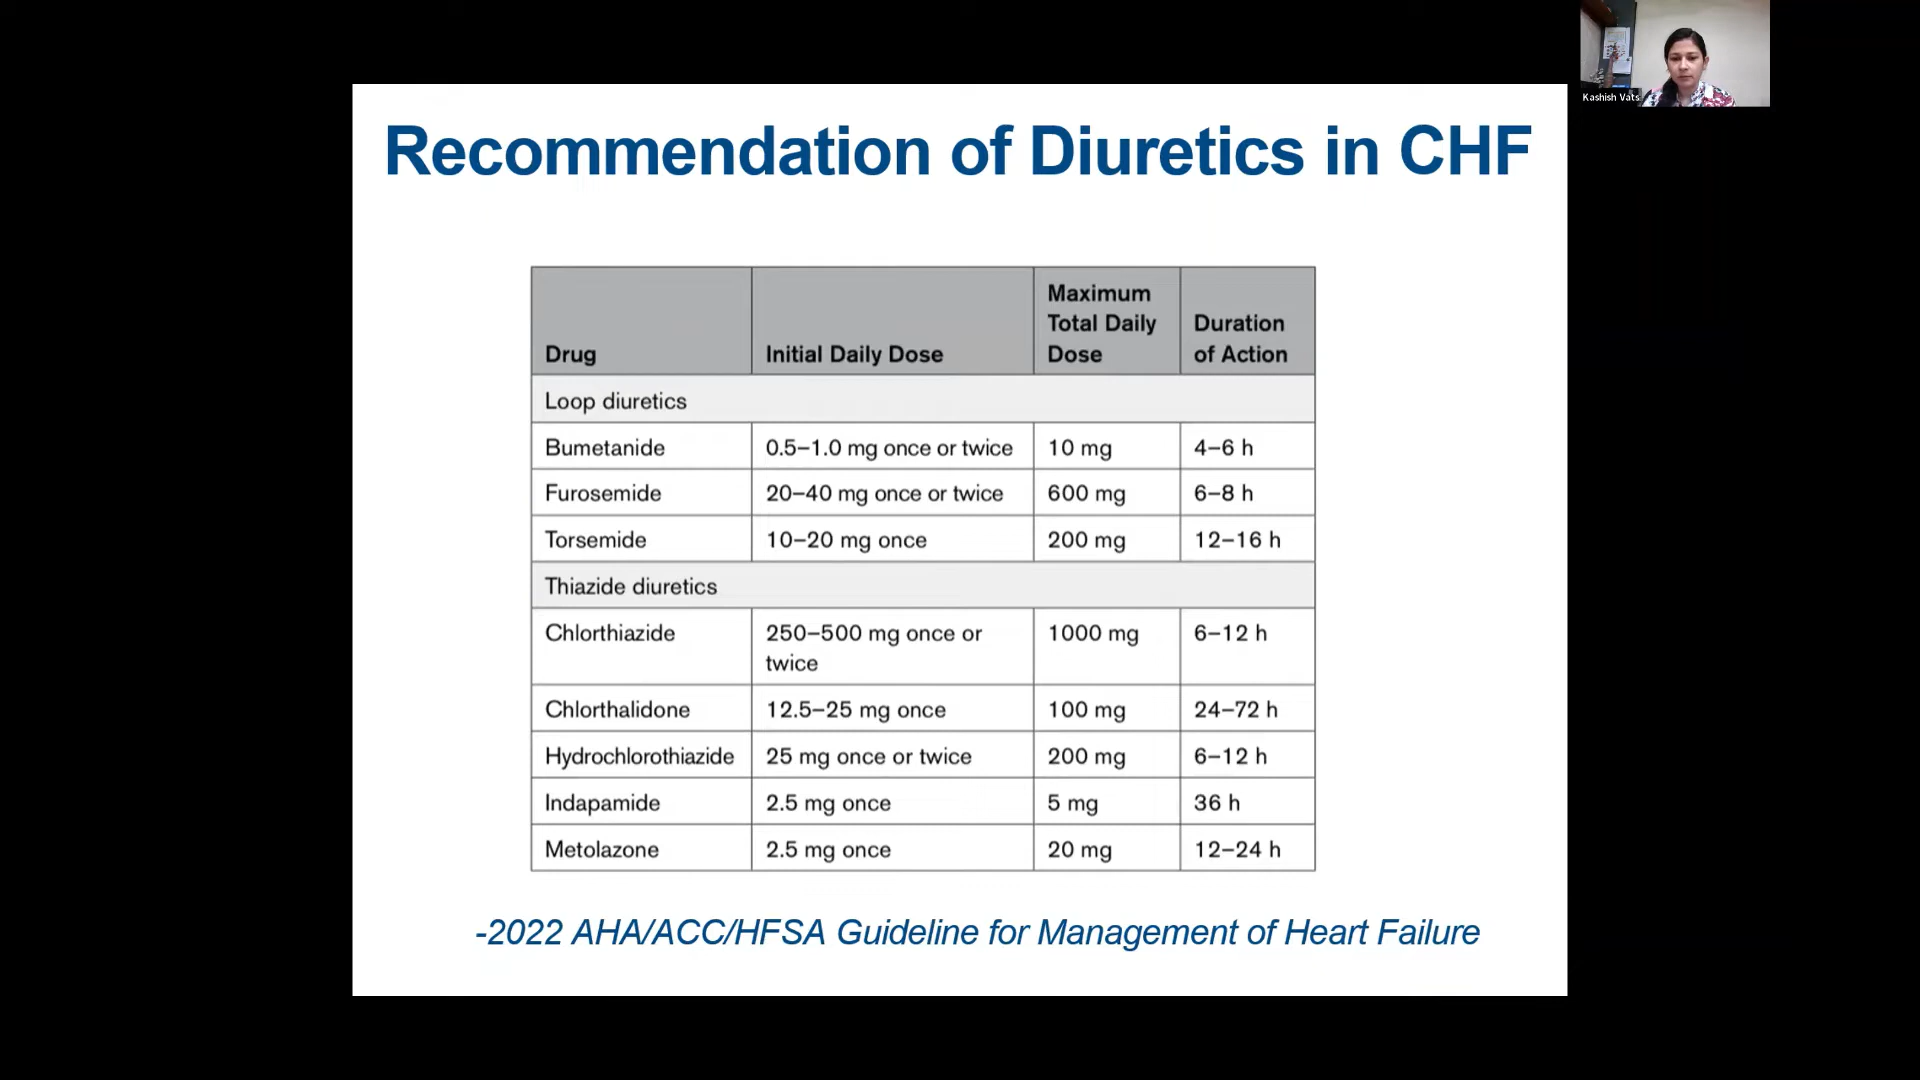 Kashish Vats
Recommendation of Diuretics in CHF
Drug Initial Daily Dose Maximum Total Daily Dose Duration of Action
Loop diuretics
Bumetanide 0.5–1.0 mg once or twice 10 mg 4–6 h
Furosemide 20–40 mg once or twice 600 mg 6–8 h
Torsemide 10–20 mg once 200 mg 12–16 h
Thiazide diuretics
Chlorthiazide 250–500 mg once or twice 1000 mg 6–12 h
Chlorthalidone 12.5–25 mg once 100 mg 24–72 h
Hydrochlorothiazide 25 mg once or twice 200 mg 6–12 h
Indapamide 2.5 mg once 5 mg 36 h
Metolazone 2.5 mg once 20 mg 12–24 h
-2022 AHA/ACC/HFSA Guideline for Management of Heart Failure